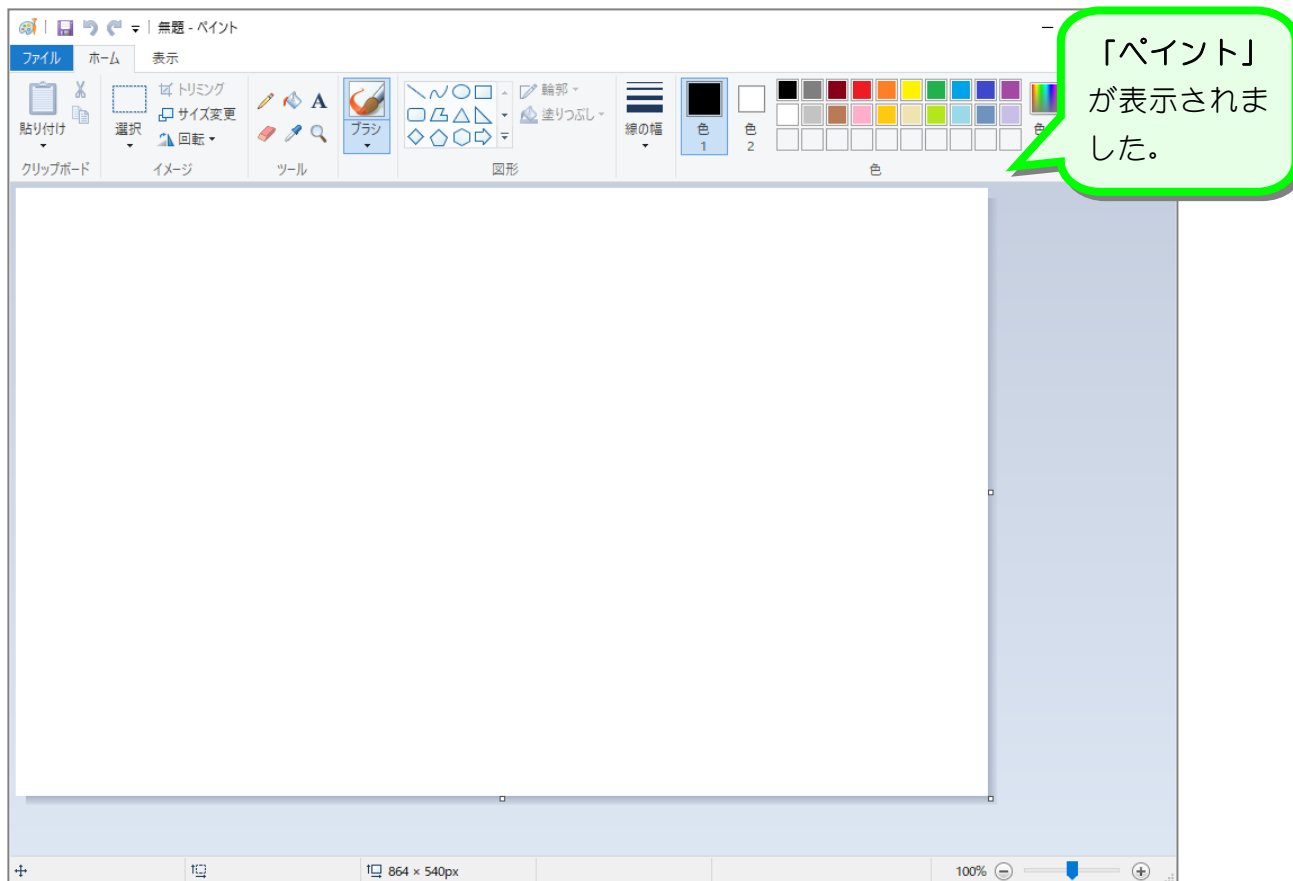 無題 - ペイント
ファイル ホーム 表示
貼り付け
クリップボード
選択
トリミング
サイズ変更
回転
イメージ
A
ツール
ブラシ
輪郭
塗りつぶし
図形
線の幅
色
1
色
2
色
色
「ペイント」
が表示されま
した。
864 × 540px
100%